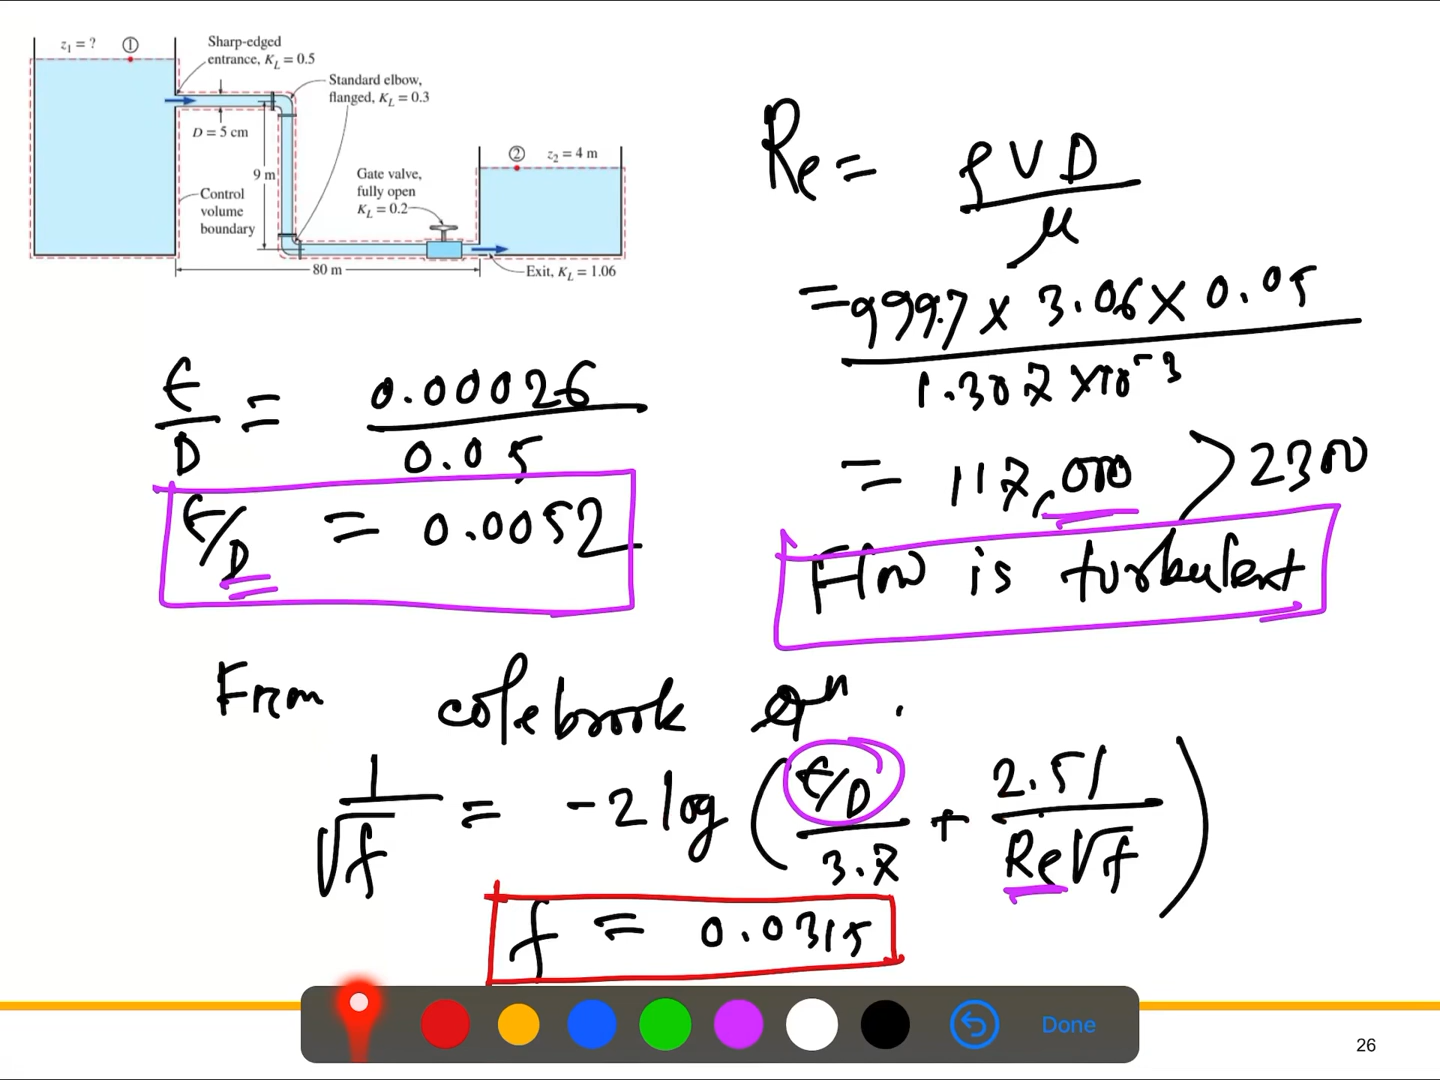 z₁ = ? ①
Sharp-edged
entrance, K_L = 0.5
Standard elbow,
flanged, K_L = 0.3
D = 5 cm
9 m
Control
volume
boundary
Gate valve,
fully open
K_L = 0.2
② z₂ = 4 m
80 m
Exit, K_L = 1.06
Re = ρVD / μ
= 999.7 × 3.06 × 0.05 / 1.307 × 10⁻³
= 117,000 > 2300
Flow is turbulent
ε/D = 0.00026 / 0.05
ε/D = 0.0052
From colebrook eqⁿ.
1/√f = -2 log ( (ε/D)/3.7 + 2.51/(Re√f) )
f = 0.0315
Done
26